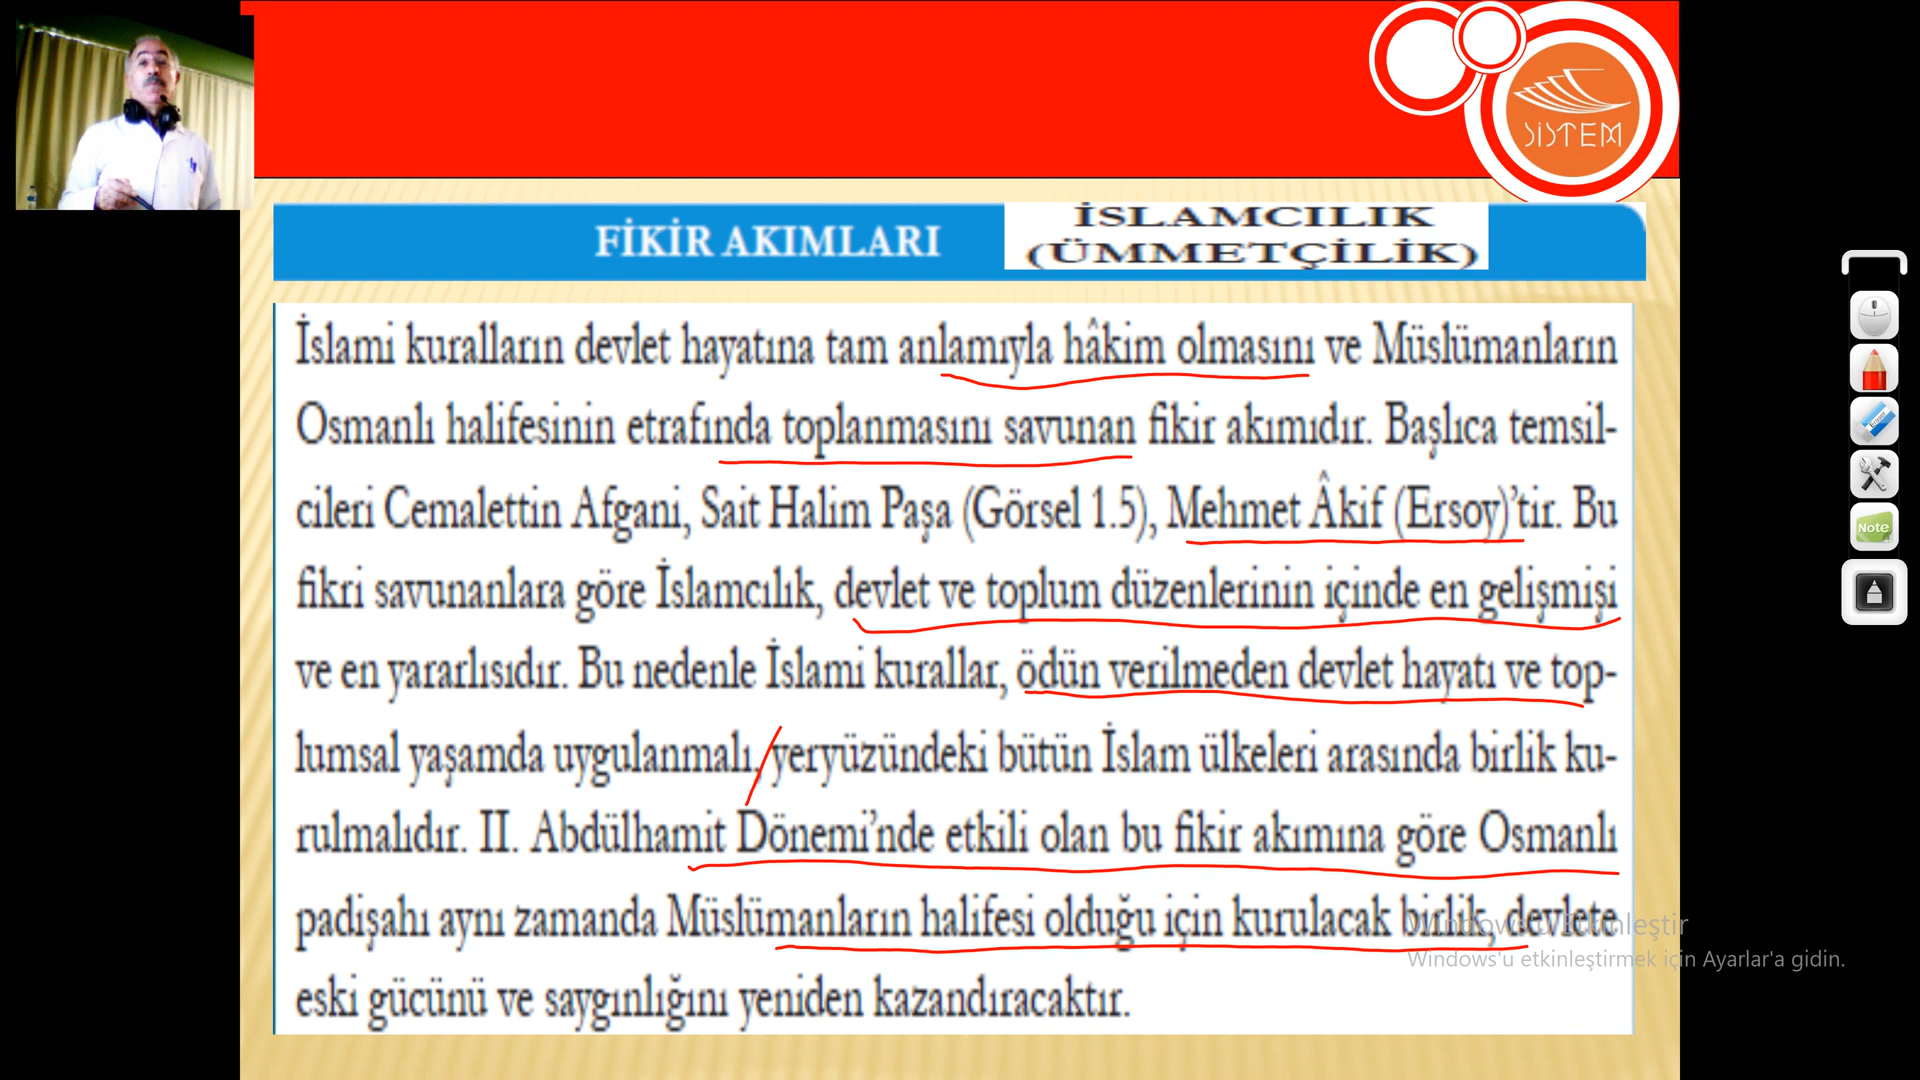 SİSTEM
FİKİR AKIMLARI
İSLAMCILIK
(ÜMMETÇİLİK)
İslami kuralların devlet hayatına tam anlamıyla hâkim olmasını ve Müslümanların
Osmanlı halifesinin etrafında toplanmasını savunan fikir akımıdır. Başlıca temsil-
cileri Cemalettin Afgani, Sait Halim Paşa (Görsel 1.5), Mehmet Âkif (Ersoy)’tir. Bu
fikri savunanlara göre İslamcılık, devlet ve toplum düzenlerinin içinde en gelişmişi
ve en yararlısıdır. Bu nedenle İslami kurallar, ödün verilmeden devlet hayatı ve top-
lumsal yaşamda uygulanmalı, yeryüzündeki bütün İslam ülkeleri arasında birlik ku-
rulmalıdır. II. Abdülhamit Dönemi’nde etkili olan bu fikir akımına göre Osmanlı
padişahı aynı zamanda Müslümanların halifesi olduğu için kurulacak birlik, devlete
eski gücünü ve saygınlığını yeniden kazandıracaktır.
Windows'u Etkinleştir
Windows'u etkinleştirmek için Ayarlar'a gidin.
Note